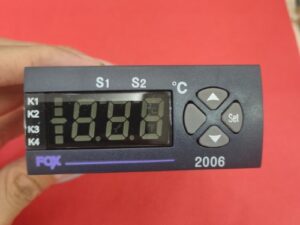 S1 S2
°C
K1
K2
K3
K4
Set
FOX 2006